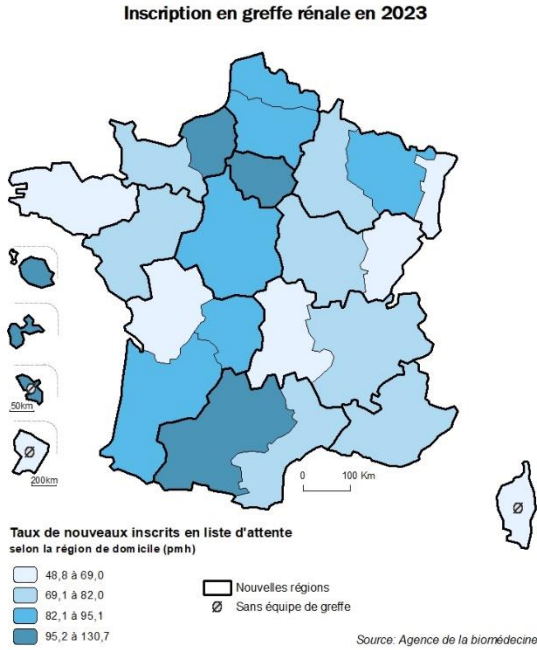 Inscription en greffe rénale en 2023
50km
200km
0 100 Km
Taux de nouveaux inscrits en liste d'attente
selon la région de domicile (pmh)
48,8 à 69,0
69,1 à 82,0
82,1 à 95,1
95,2 à 130,7
Nouvelles régions
Sans équipe de greffe
Source: Agence de la biomédecine